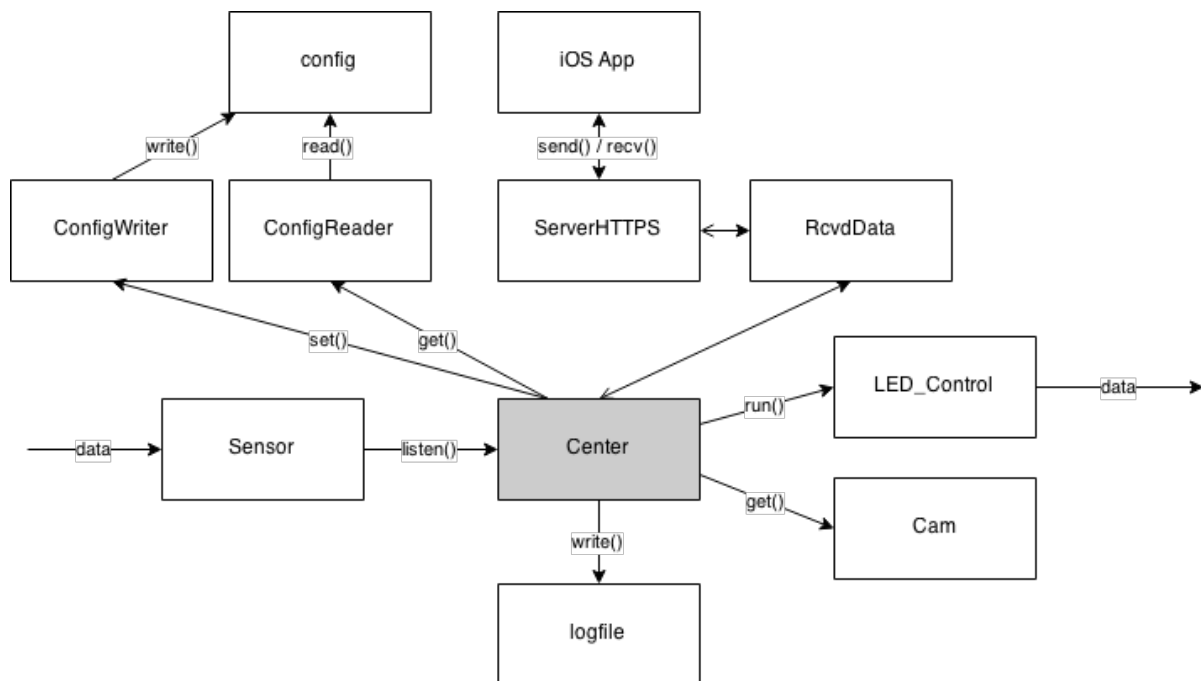 config
iOS App
write()
read()
send() / recv()
ConfigWriter
ConfigReader
ServerHTTPS
RcvdData
set()
get()
LED_Control
data
run()
data
Sensor
listen()
Center
get()
Cam
write()
logfile